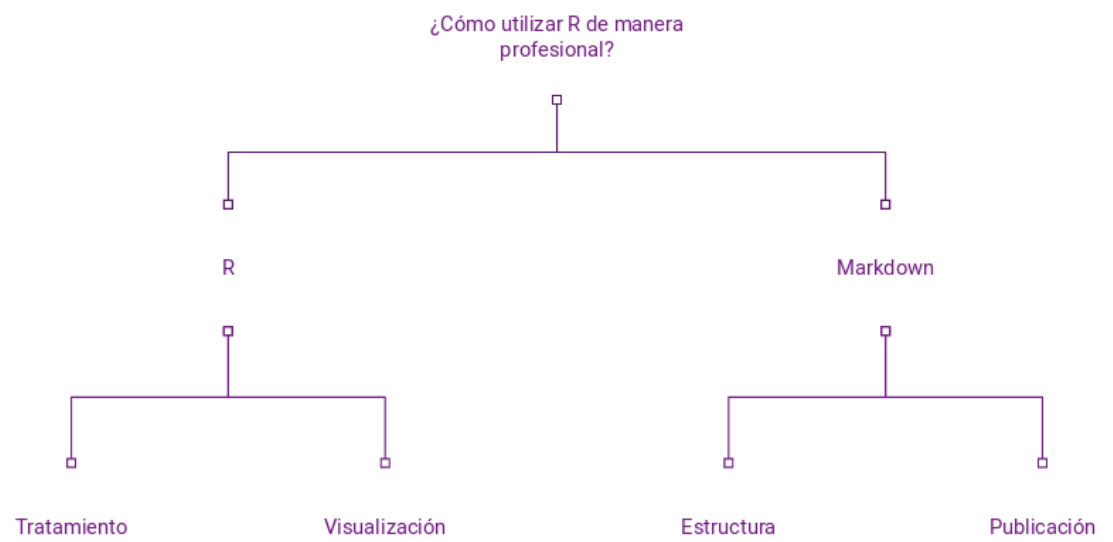 ¿Cómo utilizar R de manera
profesional?
R
Markdown
Tratamiento
Visualización
Estructura
Publicación